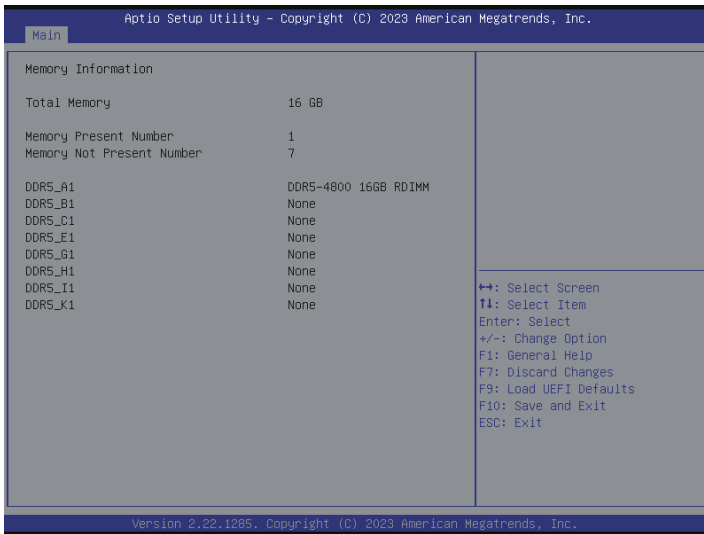 Aptio Setup Utility – Copyright (C) 2023 American Megatrends, Inc.
Main
Memory Information
Total Memory 16 GB
Memory Present Number 1
Memory Not Present Number 7
DDR5_A1 DDR5-4800 16GB RDIMM
DDR5_B1 None
DDR5_C1 None
DDR5_E1 None
DDR5_G1 None
DDR5_H1 None
DDR5_I1 None
DDR5_K1 None
↔: Select Screen
↑↓: Select Item
Enter: Select
+/-: Change Option
F1: General Help
F7: Discard Changes
F9: Load UEFI Defaults
F10: Save and Exit
ESC: Exit
Version 2.22.1285. Copyright (C) 2023 American Megatrends, Inc.